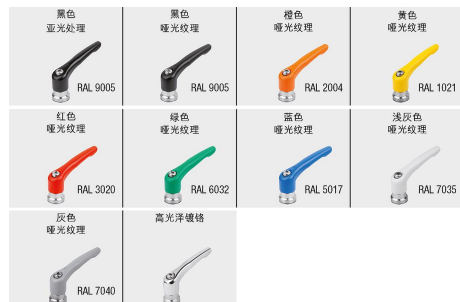 黑色
亚光处理
RAL 9005
黑色
哑光纹理
RAL 9005
橙色
哑光纹理
RAL 2004
黄色
哑光纹理
RAL 1021
红色
哑光纹理
RAL 3020
绿色
哑光纹理
RAL 6032
蓝色
哑光纹理
RAL 5017
浅灰色
哑光纹理
RAL 7035
灰色
哑光纹理
RAL 7040
高光泽镀铬